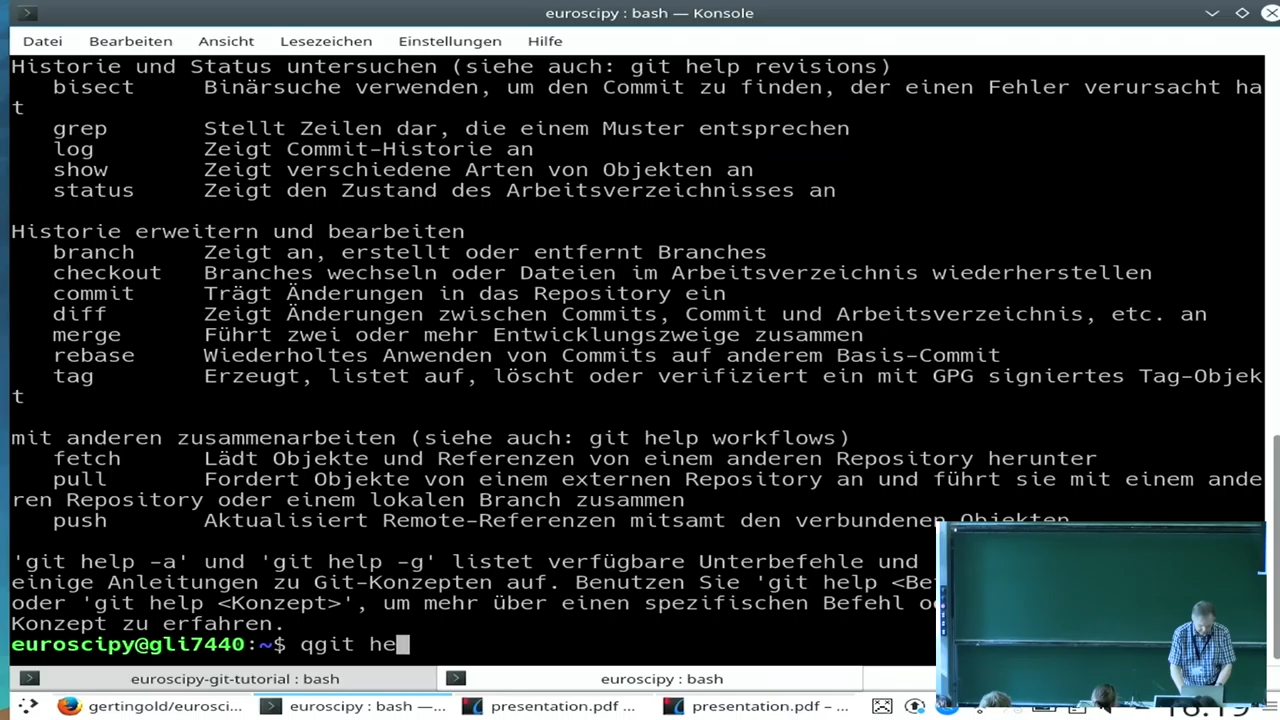 euroscipy : bash — Konsole
Datei Bearbeiten Ansicht Lesezeichen Einstellungen Hilfe
Historie und Status untersuchen (siehe auch: git help revisions)
bisect Binärsuche verwenden, um den Commit zu finden, der einen Fehler verursacht ha
t
grep Stellt Zeilen dar, die einem Muster entsprechen
log Zeigt Commit-Historie an
show Zeigt verschiedene Arten von Objekten an
status Zeigt den Zustand des Arbeitsverzeichnisses an
Historie erweitern und bearbeiten
branch Zeigt an, erstellt oder entfernt Branches
checkout Branches wechseln oder Dateien im Arbeitsverzeichnis wiederherstellen
commit Trägt Änderungen in das Repository ein
diff Zeigt Änderungen zwischen Commits, Commit und Arbeitsverzeichnis, etc. an
merge Führt zwei oder mehr Entwicklungszweige zusammen
rebase Wiederholtes Anwenden von Commits auf anderem Basis-Commit
tag Erzeugt, listet auf, löscht oder verifiziert ein mit GPG signiertes Tag-Objek
t
mit anderen zusammenarbeiten (siehe auch: git help workflows)
fetch Lädt Objekte und Referenzen von einem anderen Repository herunter
pull Fordert Objekte von einem externen Repository an und führt sie mit einem ande
ren Repository oder einem lokalen Branch zusammen
push Aktualisiert Remote-Referenzen mitsamt den verbundenen Objekten
'git help -a' und 'git help -g' listet verfügbare Unterbefehle und
einige Anleitungen zu Git-Konzepten auf. Benutzen Sie 'git help <Be
oder 'git help <Konzept>', um mehr über einen spezifischen Befehl o
Konzept zu erfahren.
euroscipy@gli7440:~$ qgit he
euroscipy-git-tutorial : bash euroscipy : bash
gertingold/eurosci... euroscipy : bash —... presentation.pdf ... presentation.pdf – ...